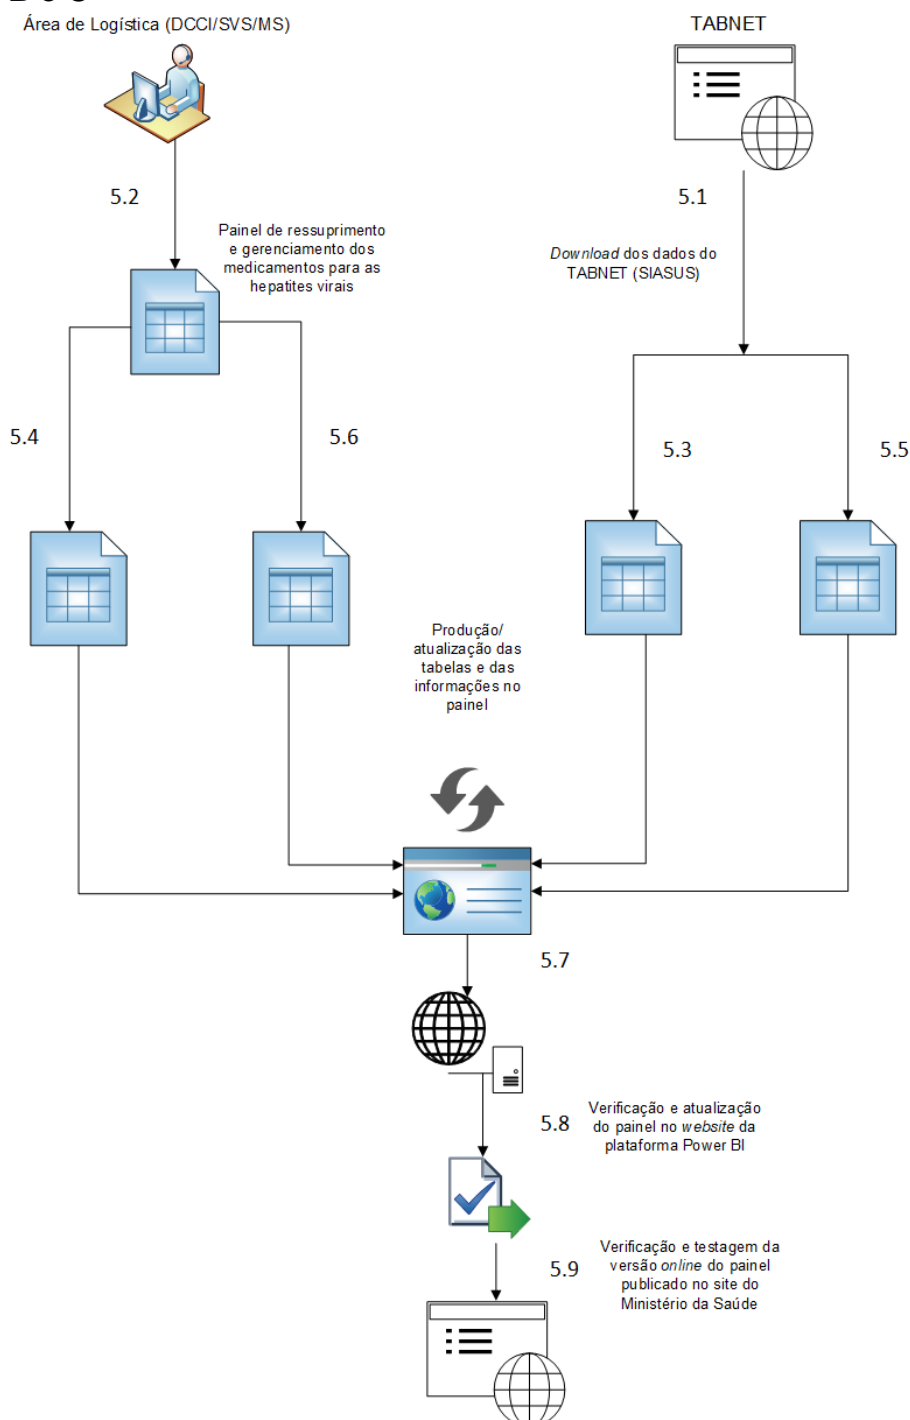 Área de Logística (DCCI/SVS/MS)
TABNET
5.2
5.1
Painel de ressuprimento
e gerenciamento dos
medicamentos para as
hepatites virais
Download dos dados do
TABNET (SIASUS)
5.4
5.6
5.3
5.5
Produção/
atualização das
tabelas e das
informações no
painel
5.7
5.8
Verificação e atualização
do painel no website da
plataforma Power BI
5.9
Verificação e testagem da
versão online do painel
publicado no site do
Ministério da Saúde